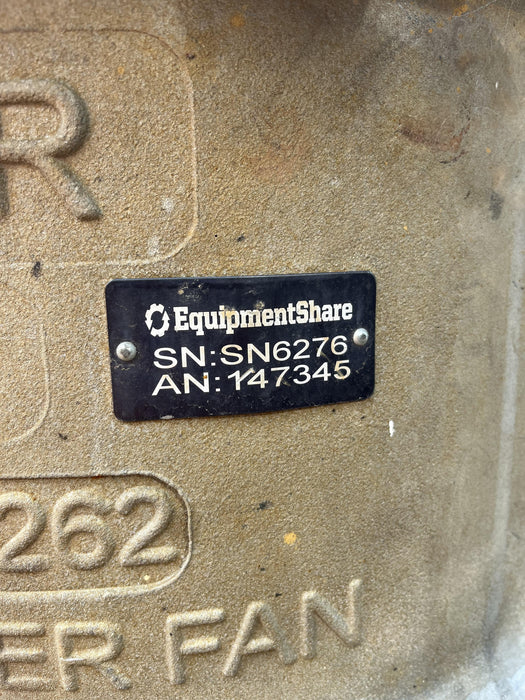 R
EquipmentShare
SN:SN6276
AN:147345
262
ER FAN